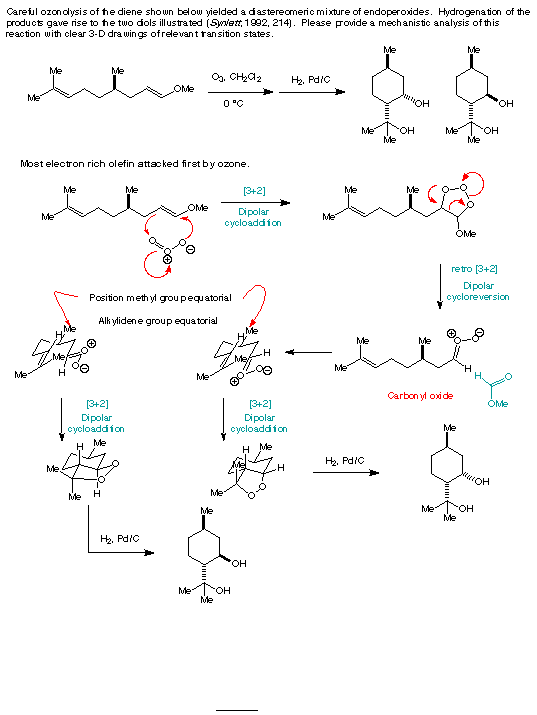 Careful ozonolysis of the diene shown below yielded a diastereomeric mixture of endoperoxides. Hydrogenation of the
products gave rise to the two diols illustrated (Synlett, 1992, 214). Please provide a mechanistic analysis of this
reaction with clear 3-D drawings of relevant transition states.
Me Me Me OMe
O3, CH2Cl2
0 °C
H2, Pd/C
Me OH Me OH Me
Me OH Me OH Me
Most electron rich olefin attacked first by ozone.
Me Me Me OMe
O O O ⊕ ⊖
[3+2]
Dipolar
cycloaddition
Me Me Me O O O OMe
retro [3+2]
Dipolar
cycloreversion
Position methyl group equatorial
Alkylidene group equatorial
H Me Me Me H O O ⊕ ⊖
H Me Me Me H O O ⊕ ⊖
Me Me Me O O ⊕ ⊖ H
Carbonyl oxide
H O OMe
[3+2]
Dipolar
cycloaddition
[3+2]
Dipolar
cycloaddition
H Me Me Me H O O
H Me Me Me H O O
H2, Pd/C
Me OH Me OH Me
H2, Pd/C
Me OH Me OH Me